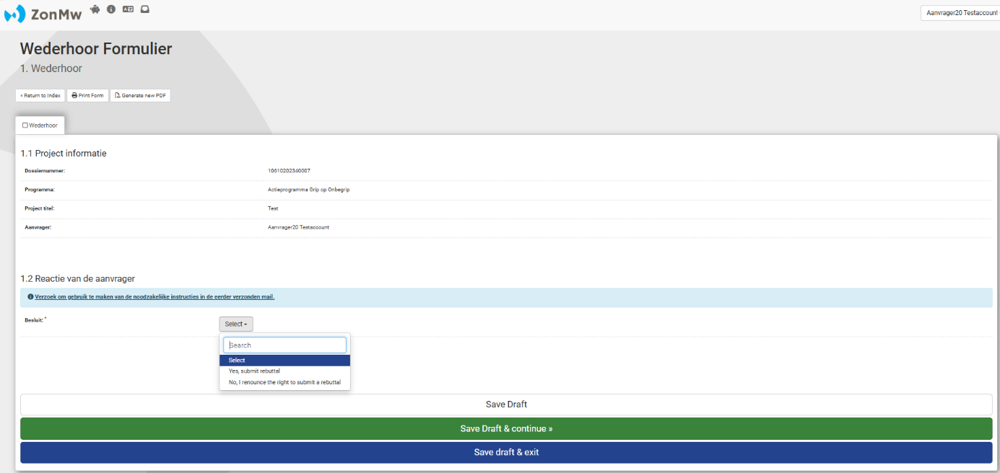 ZonMw
Aanvrager20 Testaccount
Wederhoor Formulier
1. Wederhoor
« Return to Index
Print Form
Generate new PDF
Wederhoor
1.1 Project informatie
Dossiernummer: 10610202340007
Programma: Actieprogramma Grip op Onbegrip
Project titel: Test
Aanvrager: Aanvrager20 Testaccount
1.2 Reactie van de aanvrager
Verzoek om gebruik te maken van de noodzakelijke instructies in de eerder verzonden mail.
Besluit: *
Select
Search
Select
Yes, submit rebuttal
No, I renounce the right to submit a rebuttal
Save Draft
Save Draft & continue »
Save draft & exit